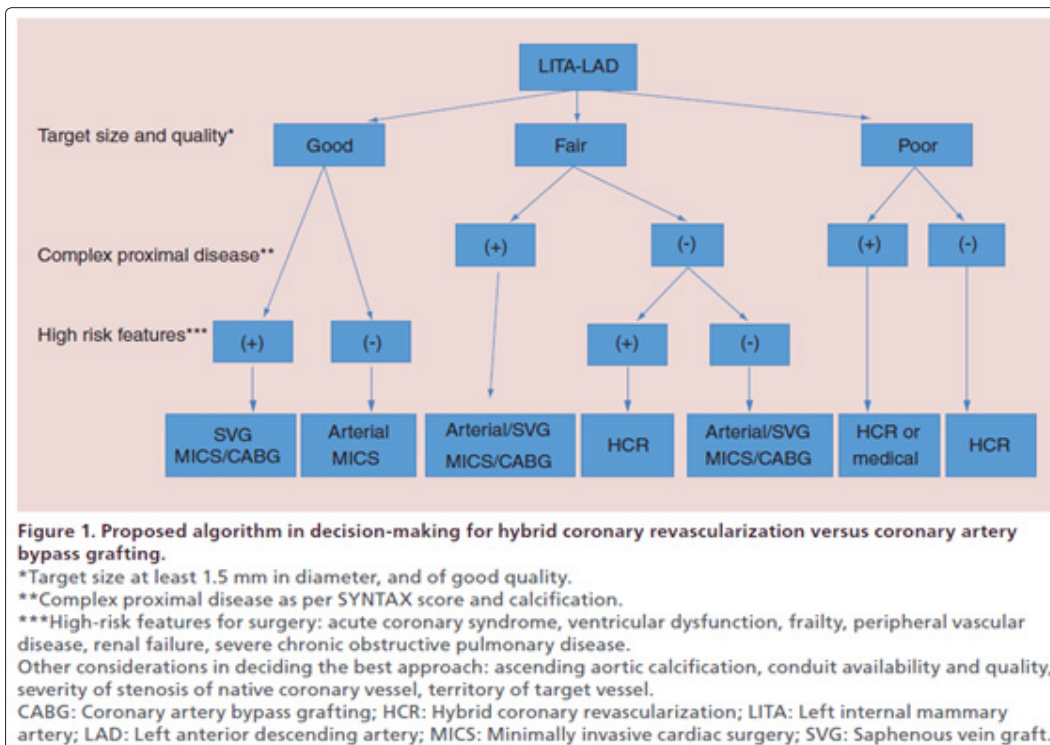 LITA-LAD
Target size and quality*
Good
Fair
Poor
Complex proximal disease**
(+)
(-)
(+)
(-)
High risk features***
(+)
(-)
(+)
(-)
SVG
MICS/CABG
Arterial
MICS
Arterial/SVG
MICS/CABG
HCR
Arterial/SVG
MICS/CABG
HCR or
medical
HCR
Figure 1. Proposed algorithm in decision-making for hybrid coronary revascularization versus coronary artery
bypass grafting.
*Target size at least 1.5 mm in diameter, and of good quality.
**Complex proximal disease as per SYNTAX score and calcification.
***High-risk features for surgery: acute coronary syndrome, ventricular dysfunction, frailty, peripheral vascular
disease, renal failure, severe chronic obstructive pulmonary disease.
Other considerations in deciding the best approach: ascending aortic calcification, conduit availability and quality,
severity of stenosis of native coronary vessel, territory of target vessel.
CABG: Coronary artery bypass grafting; HCR: Hybrid coronary revascularization; LITA: Left internal mammary
artery; LAD: Left anterior descending artery; MICS: Minimally invasive cardiac surgery; SVG: Saphenous vein graft.